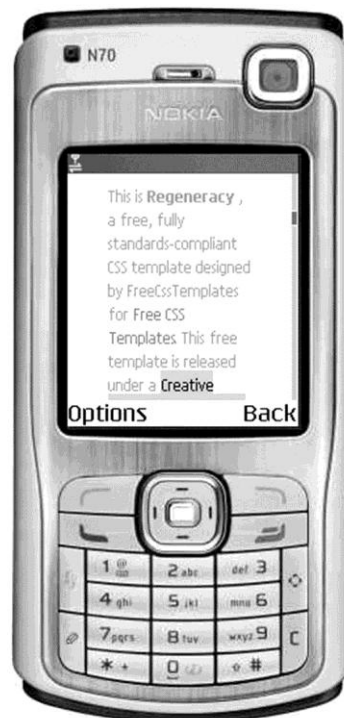 N70
NOKIA
This is Regeneracy ,
a free, fully
standards-compliant
CSS template designed
by FreeCssTemplates
for Free CSS
Templates This free
template is released
under a Creative
Options Back
1 2 abc def 3
4 ghi 5 jkl mno 6
7 pqrs 8 tuv wxyz 9 C
* + 0 #